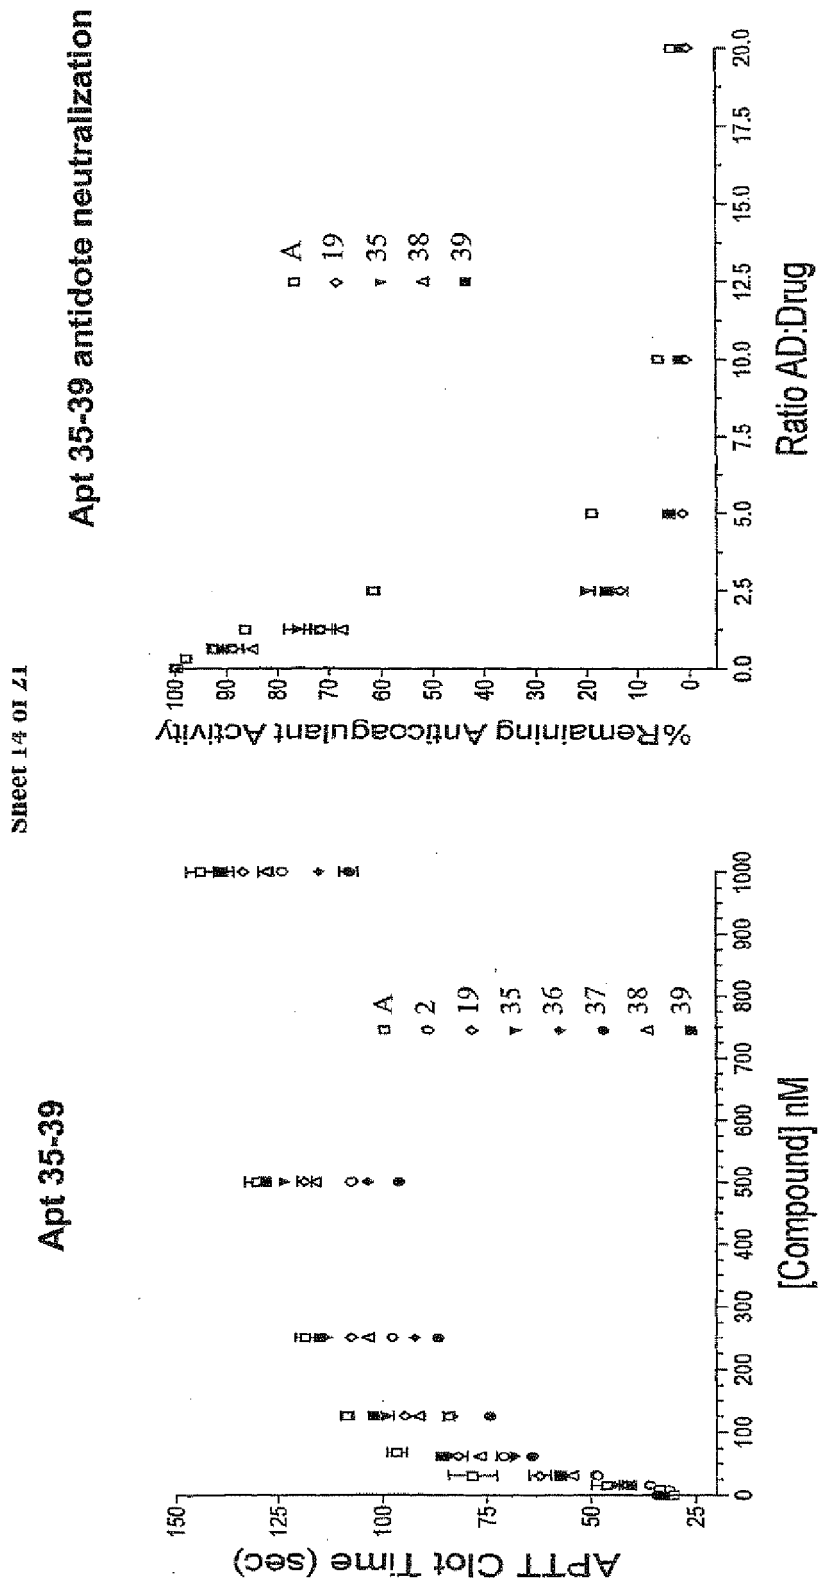 Sheet 14 of 21
Apt 35-39
APTT Clot Time (sec)
150
125
100
75
50
25
0 100 200 300 400 500 600 700 800 900 1000
[Compound] nM
A
2
19
35
36
37
38
39
Apt 35-39 antidote neutralization
%Remaining Anticoagulant Activity
100
90
80
70
60
50
40
30
20
10
0
0.0 2.5 5.0 7.5 10.0 12.5 15.0 17.5 20.0
Ratio AD:Drug
A
19
35
38
39